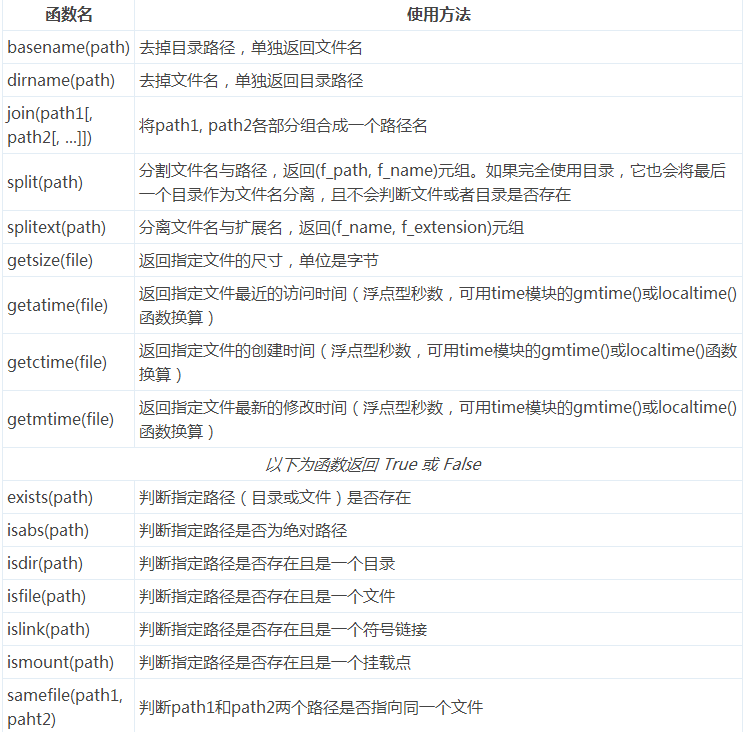 函数名 使用方法
basename(path) 去掉目录路径，单独返回文件名
dirname(path) 去掉文件名，单独返回目录路径
join(path1[,
path2[, ...]]) 将path1, path2各部分组合成一个路径名
split(path) 分割文件名与路径，返回(f_path, f_name)元组。如果完全使用目录，它也会将最后
一个目录作为文件名分离，且不会判断文件或者目录是否存在
splitext(path) 分离文件名与扩展名，返回(f_name, f_extension)元组
getsize(file) 返回指定文件的尺寸，单位是字节
getatime(file) 返回指定文件最近的访问时间（浮点型秒数，可用time模块的gmtime()或localtime()
函数换算）
getctime(file) 返回指定文件的创建时间（浮点型秒数，可用time模块的gmtime()或localtime()函数
换算）
getmtime(file) 返回指定文件最新的修改时间（浮点型秒数，可用time模块的gmtime()或localtime()
函数换算）
以下为函数返回 True 或 False
exists(path) 判断指定路径（目录或文件）是否存在
isabs(path) 判断指定路径是否为绝对路径
isdir(path) 判断指定路径是否存在且是一个目录
isfile(path) 判断指定路径是否存在且是一个文件
islink(path) 判断指定路径是否存在且是一个符号链接
ismount(path) 判断指定路径是否存在且是一个挂载点
samefile(path1,
paht2) 判断path1和path2两个路径是否指向同一个文件